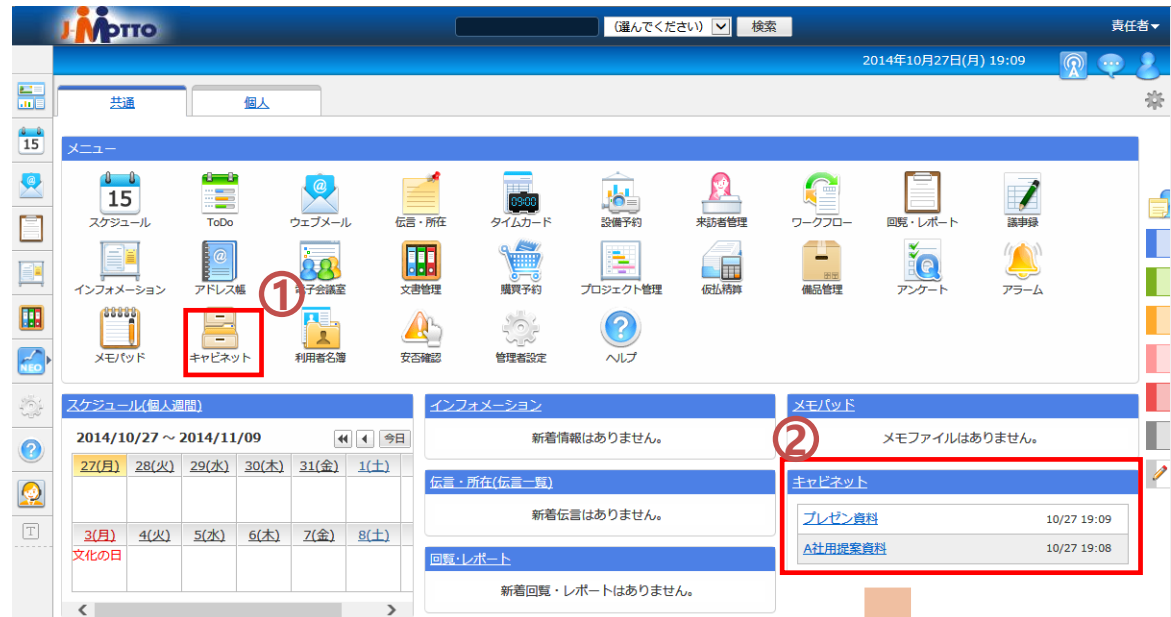 J-MOTTO
(選んでください)
検索
責任者▼
2014年10月27日(月) 19:09
共通
個人
メニュー
スケジュール ToDo ウェブメール 伝言・所在 タイムカード 設備予約 来訪者管理 ワークフロー 回覧・レポート 議事録
インフォメーション アドレス帳 電子会議室 文書管理 購買予約 プロジェクト管理 仮払精算 備品管理 アンケート アラーム
①
メモパッド キャビネット 利用者名簿 安否確認 管理者設定 ヘルプ
スケジュール(個人週間)
2014/10/27 ~ 2014/11/09
今日
27(月) 28(火) 29(水) 30(木) 31(金) 1(土)
3(月) 4(火) 5(水) 6(木) 7(金) 8(土)
文化の日
インフォメーション
新着情報はありません。
伝言・所在(伝言一覧)
新着伝言はありません。
回覧・レポート
新着回覧・レポートはありません。
メモパッド
メモファイルはありません。
②
キャビネット
プレゼン資料 10/27 19:09
A社用提案資料 10/27 19:08
15
15
09:00
NEO
T